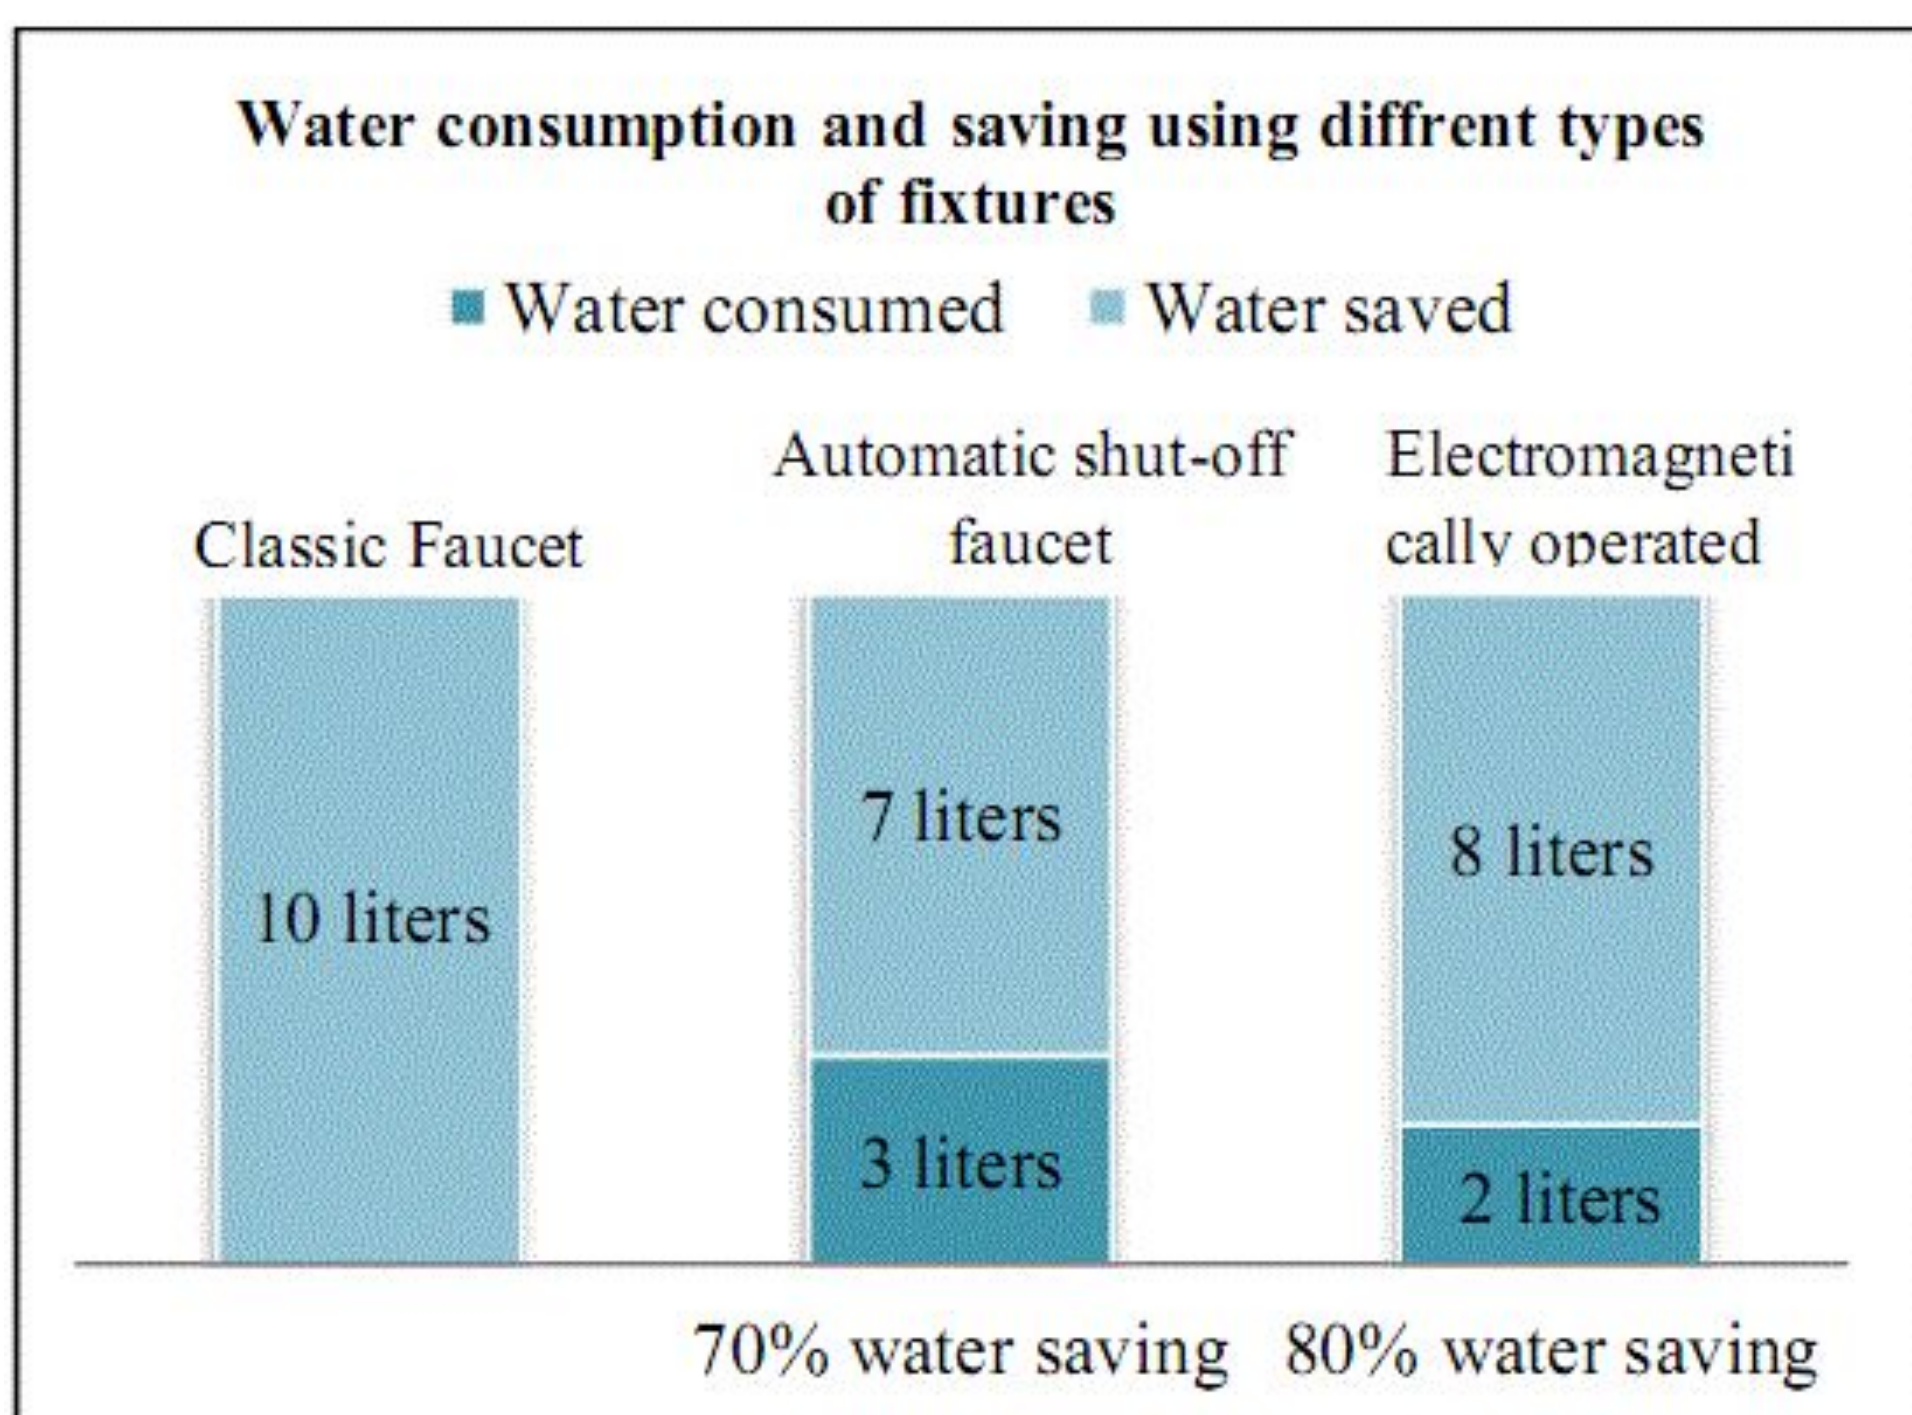 Water consumption and saving using diffrent types
of fixtures
Water consumed Water saved
Classic Faucet
Automatic shut-off
faucet
Electromagneti
cally operated
10 liters
7 liters
3 liters
8 liters
2 liters
70% water saving
80% water saving